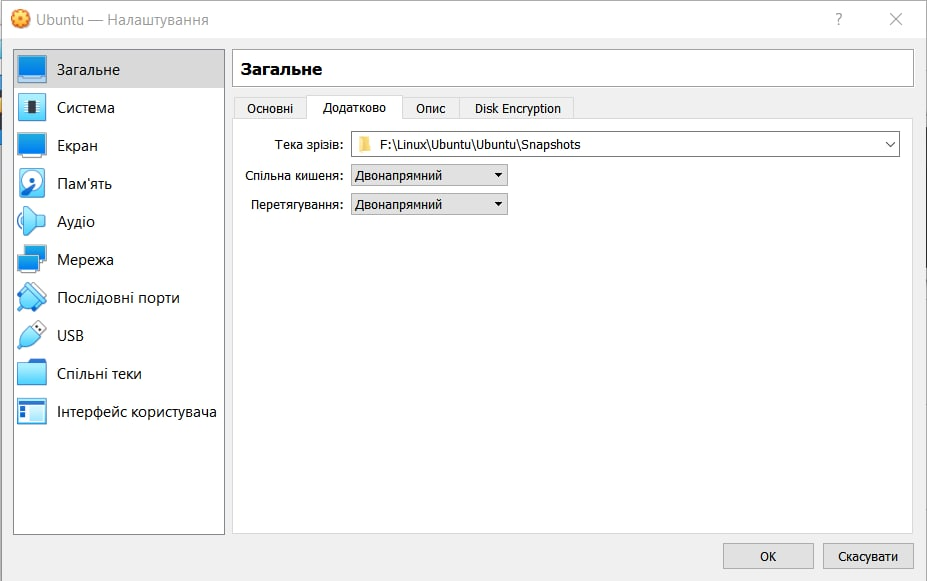 Ubuntu — Налаштування
?
Загальне
Система
Екран
Пам'ять
Аудіо
Мережа
Послідовні порти
USB
Спільні теки
Інтерфейс користувача
Загальне
Основні Додатково Опис Disk Encryption
Тека зрізів: F:\Linux\Ubuntu\Ubuntu\Snapshots
Спільна кишеня: Двонапрямний
Перетягування: Двонапрямний
OK Скасувати